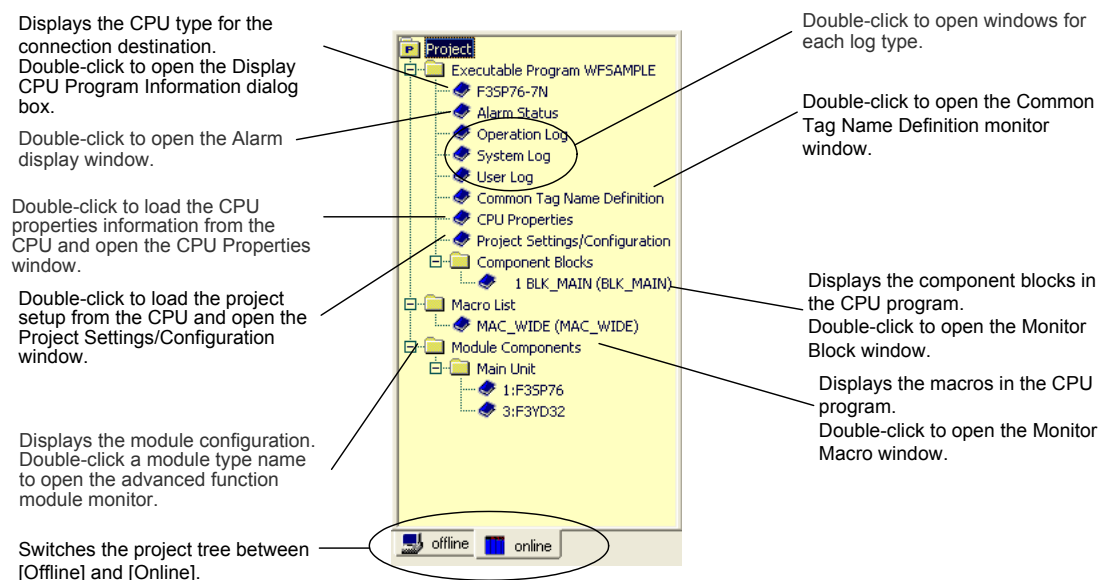 Displays the CPU type for the
connection destination.
Double-click to open the Display
CPU Program Information dialog
box.
Double-click to open the Alarm
display window.
Double-click to load the CPU
properties information from the
CPU and open the CPU Properties
window.
Double-click to load the project
setup from the CPU and open the
Project Settings/Configuration
window.
Displays the module configuration.
Double-click a module type name
to open the advanced function
module monitor.
Switches the project tree between
[Offline] and [Online].
P Project
Executable Program WFSAMPLE
F3SP76-7N
Alarm Status
Operation Log
System Log
User Log
Common Tag Name Definition
CPU Properties
Project Settings/Configuration
Component Blocks
1 BLK_MAIN (BLK_MAIN)
Macro List
MAC_WIDE (MAC_WIDE)
Module Components
Main Unit
1:F3SP76
3:F3YD32
offline online
Double-click to open windows for
each log type.
Double-click to open the Common
Tag Name Definition monitor
window.
Displays the component blocks in
the CPU program.
Double-click to open the Monitor
Block window.
Displays the macros in the CPU
program.
Double-click to open the Monitor
Macro window.